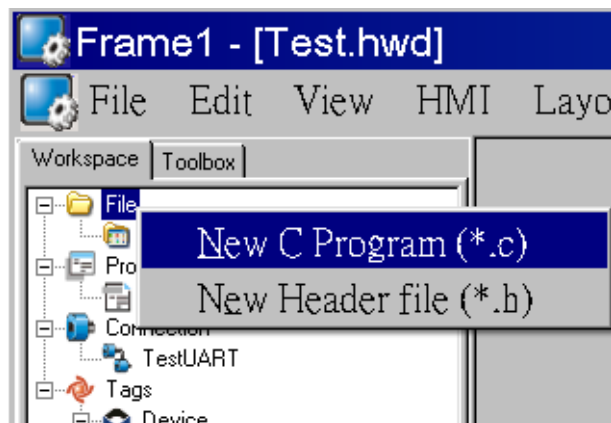 Frame1 - [Test.hwd]
File Edit View HMI Layo
Workspace Toolbox
File
New C Program (*.c)
Pro
New Header file (*.h)
Connection
TestUART
Tags
Device